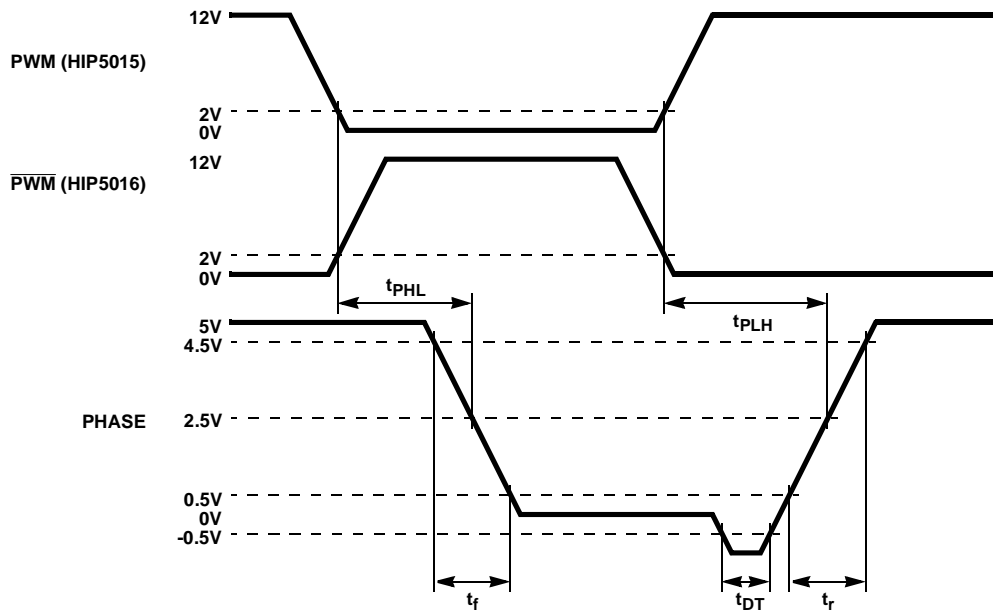 12V
PWM (HIP5015)
2V
0V
12V
PWM (HIP5016)
2V
0V
tPHL
tPLH
5V
4.5V
PHASE
2.5V
0.5V
0V
-0.5V
tf
tDT
tr